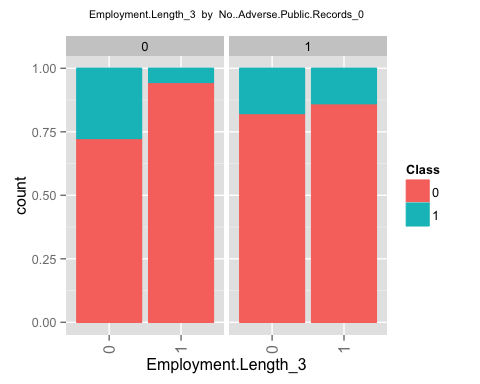 Employment.Length_3 by No..Adverse.Public.Records_0
0 1
1.00
0.75
0.50
0.25
0.00
count
0 1 0 1
Employment.Length_3
Class
0
1